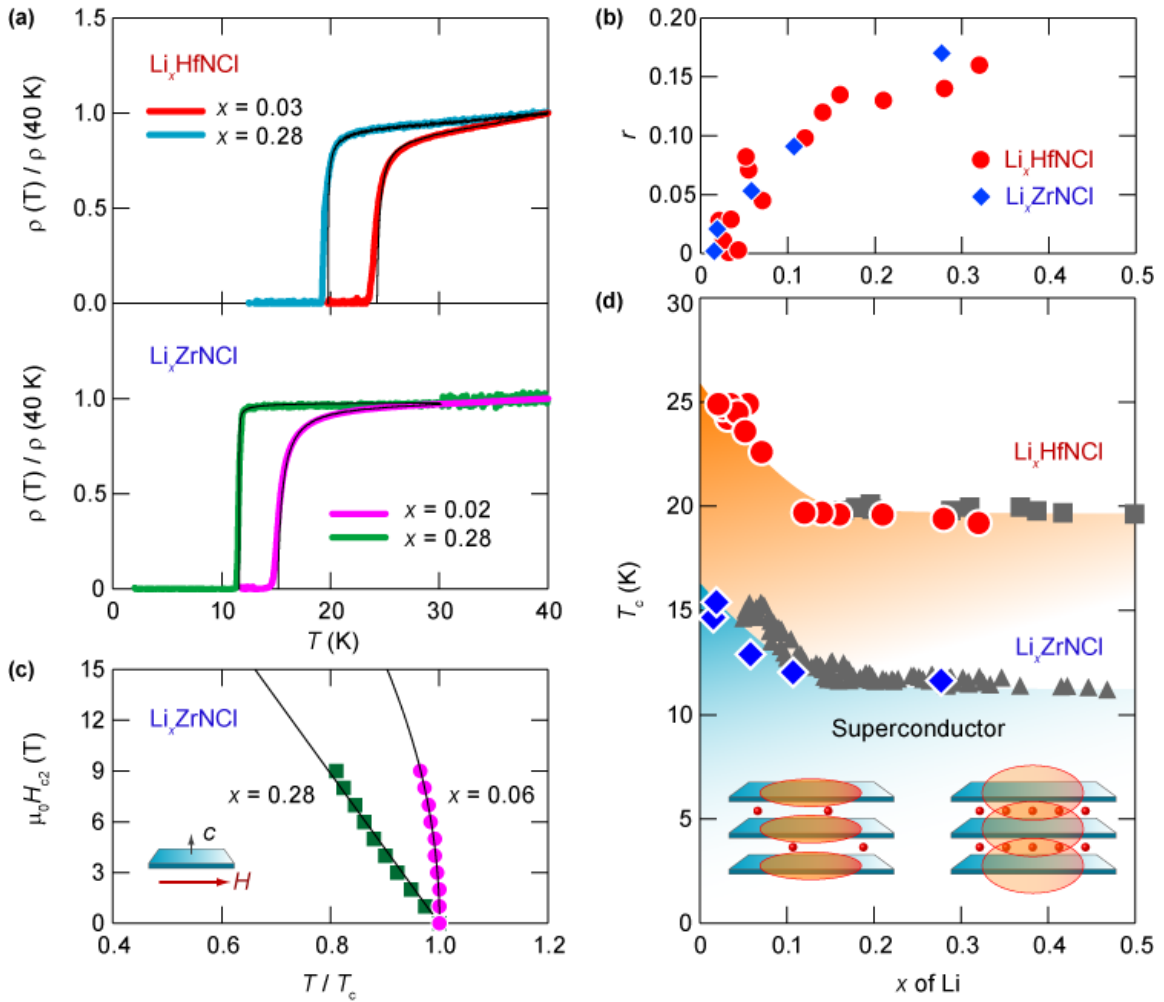 (a)
Li_xHfNCl
x = 0.03
x = 0.28
ρ (T) / ρ (40 K)
1.0
0.5
0.0
Li_xZrNCl
x = 0.02
x = 0.28
ρ (T) / ρ (40 K)
1.0
0.5
0
0 10 20 30 40
T (K)
(b)
r
0.20
0.15
0.10
0.05
0
Li_xHfNCl
Li_xZrNCl
0 0.1 0.2 0.3 0.4 0.5
(c)
Li_xZrNCl
μ₀H_c2 (T)
15
12
9
6
3
0
x = 0.28
x = 0.06
c
H
0.4 0.6 0.8 1.0 1.2
T / T_c
(d)
T_c (K)
30
25
20
15
10
5
0
Li_xHfNCl
Li_xZrNCl
Superconductor
0 0.1 0.2 0.3 0.4 0.5
x of Li